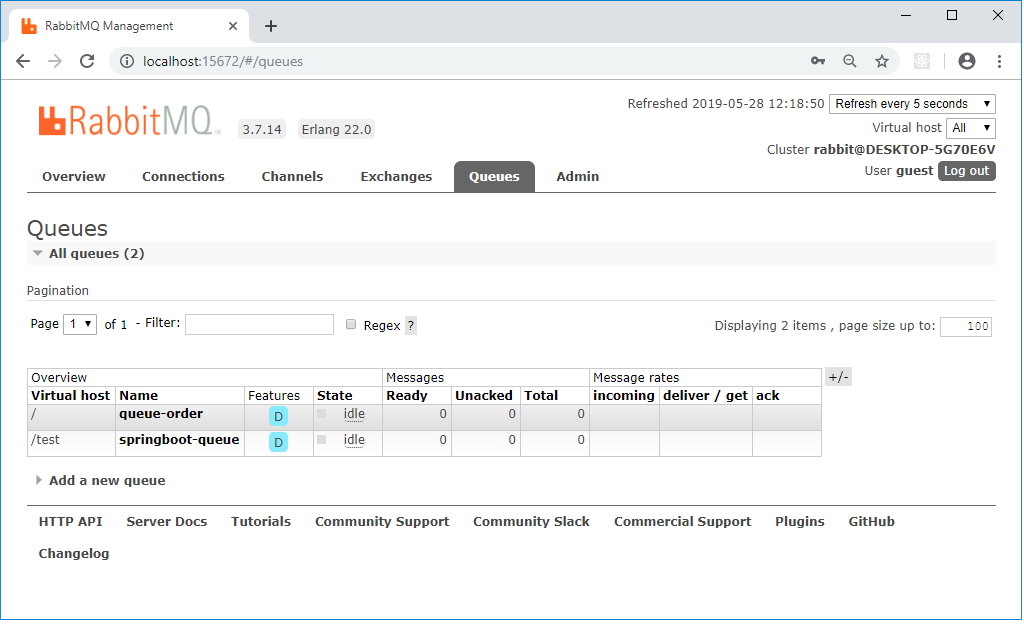 RabbitMQ Management
localhost:15672/#/queues
Refreshed 2019-05-28 12:18:50 Refresh every 5 seconds
RabbitMQ TM 3.7.14 Erlang 22.0
Virtual host All
Cluster rabbit@DESKTOP-5G70E6V
User guest Log out
Overview Connections Channels Exchanges Queues Admin
Queues
All queues (2)
Pagination
Page 1 of 1 - Filter: Regex ? Displaying 2 items , page size up to: 100
Overview Messages Message rates +/-
Virtual host Name Features State Ready Unacked Total incoming deliver / get ack
/ queue-order D idle 0 0 0
/test springboot-queue D idle 0 0 0
Add a new queue
HTTP API Server Docs Tutorials Community Support Community Slack Commercial Support Plugins GitHub
Changelog